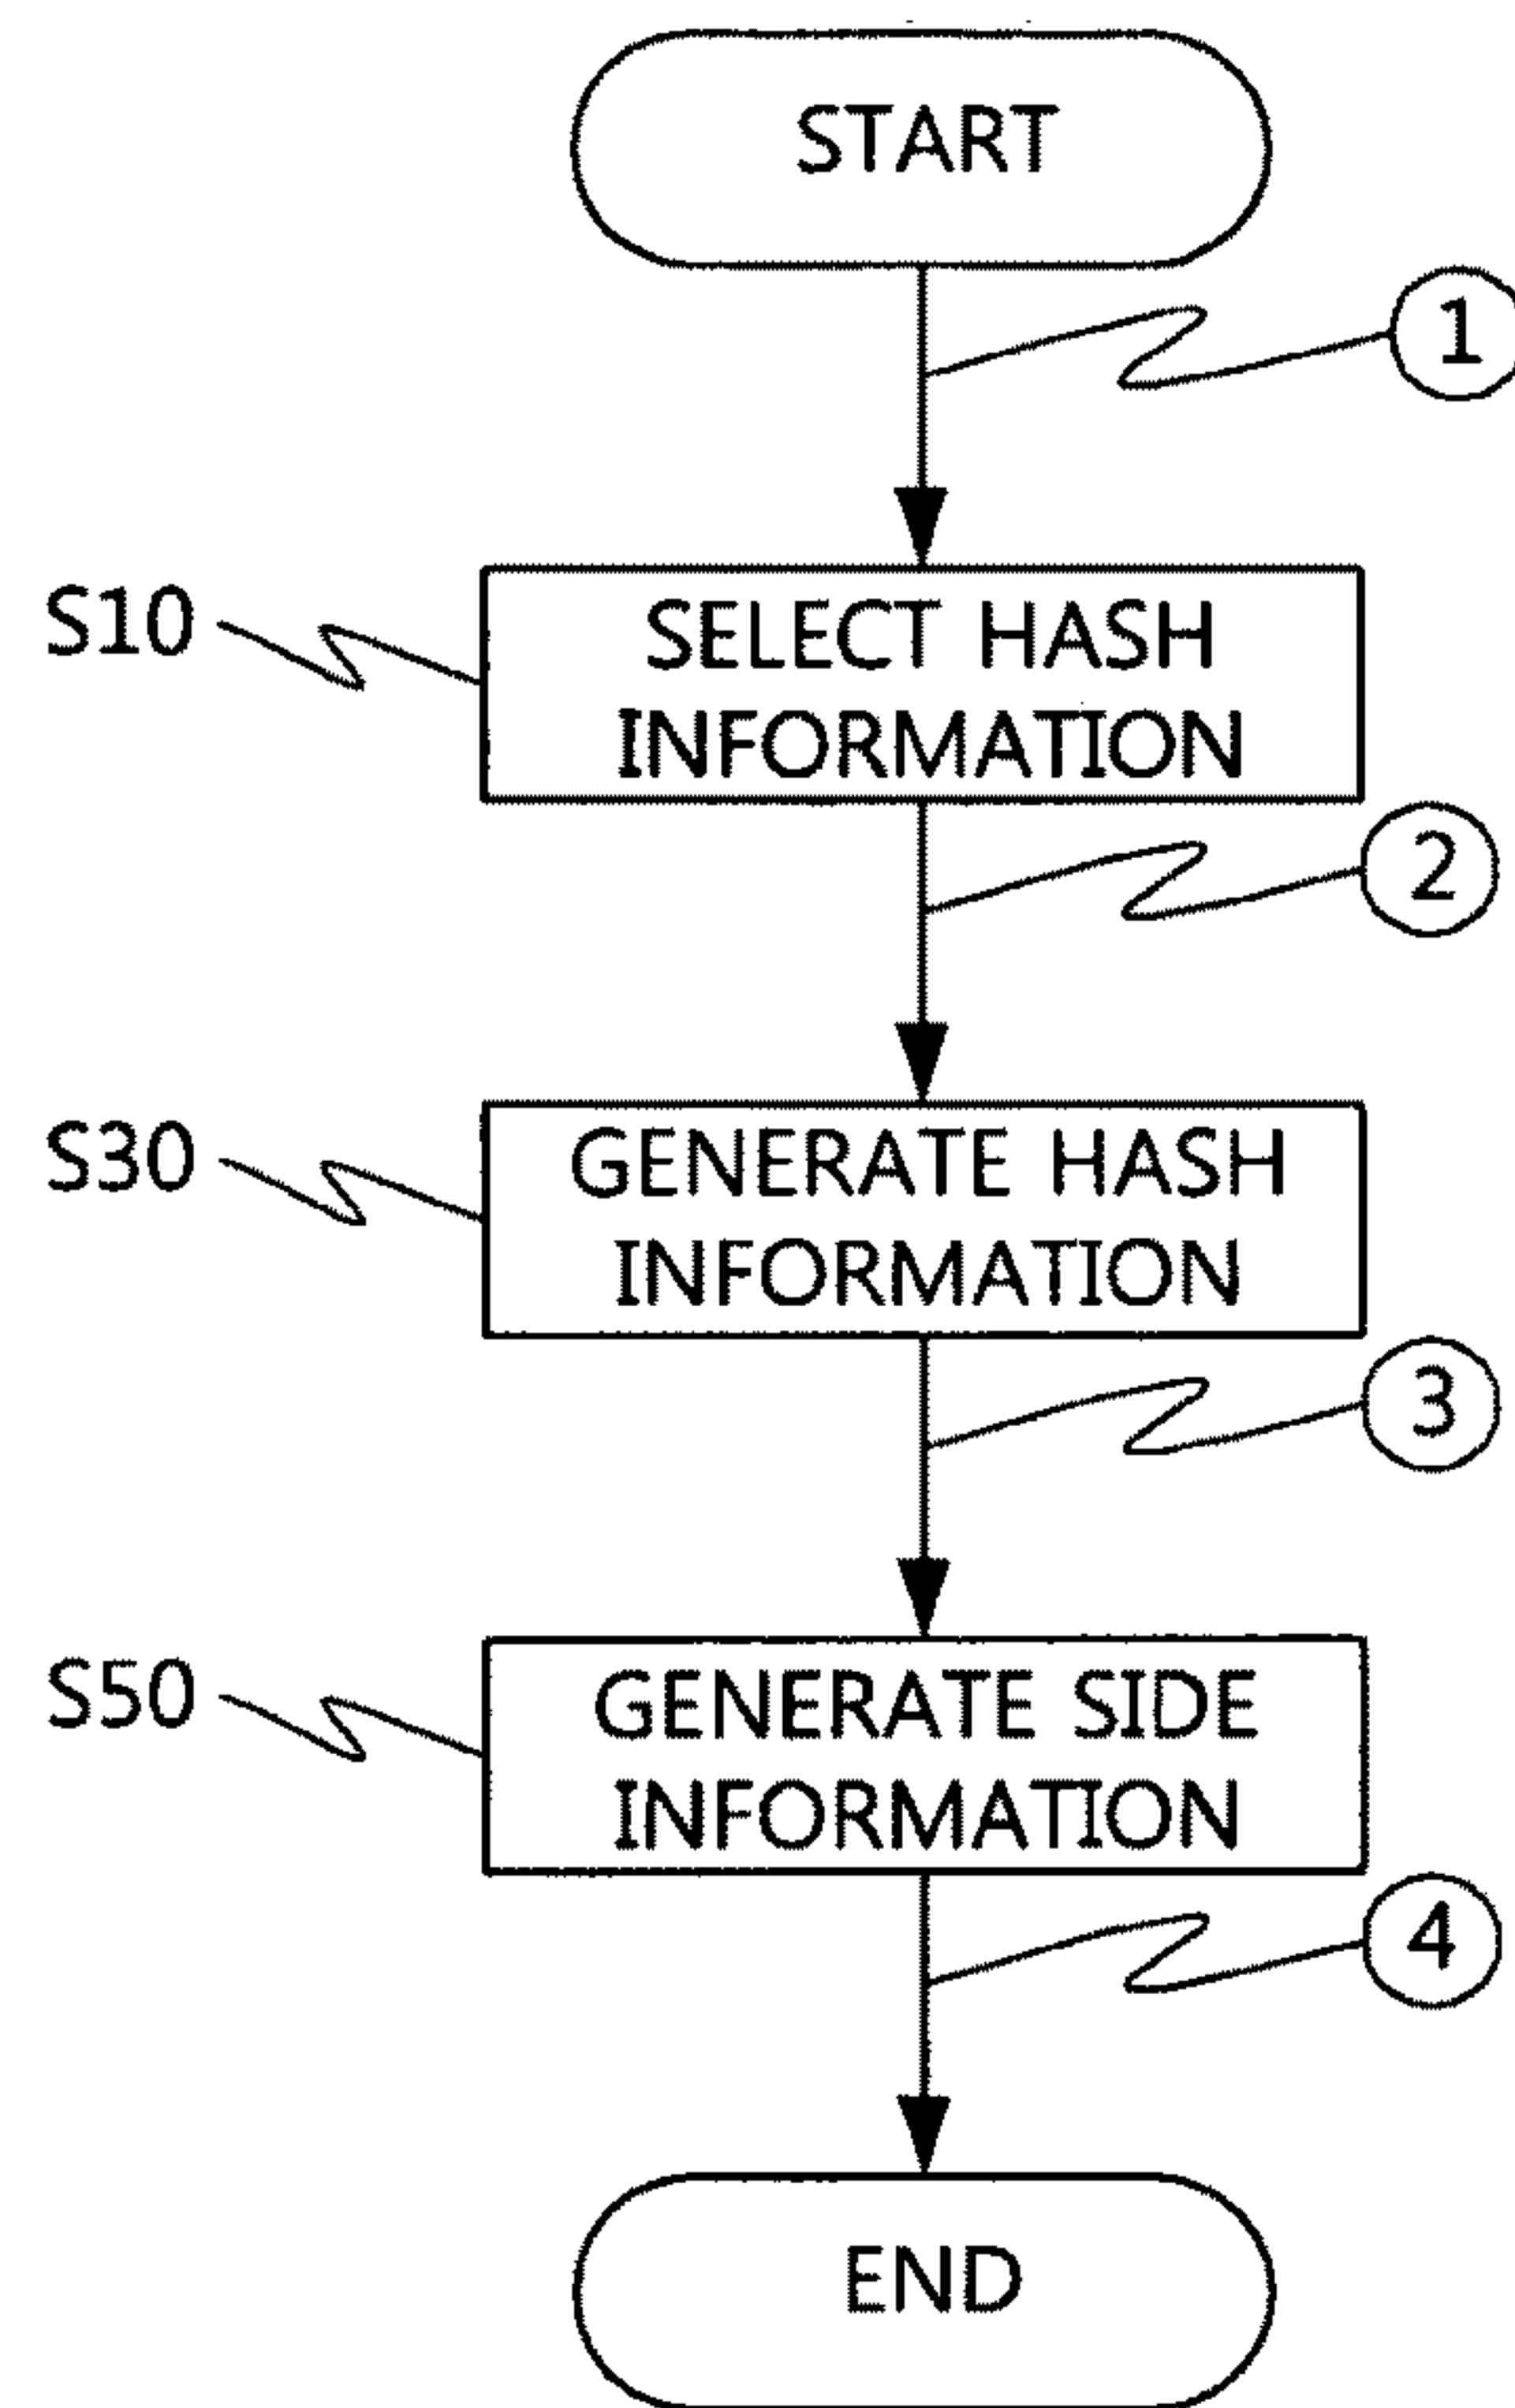 START
1
S10
SELECT HASH
INFORMATION
2
S30
GENERATE HASH
INFORMATION
3
S50
GENERATE SIDE
INFORMATION
4
END